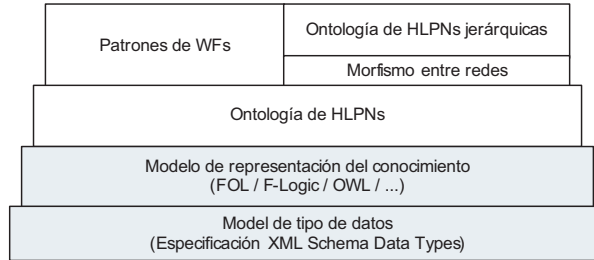 Patrones de WFs
Ontología de HLPNs jerárquicas
Morfismo entre redes
Ontología de HLPNs
Modelo de representación del conocimiento
(FOL / F-Logic / OWL / ...)
Model de tipo de datos
(Especificación XML Schema Data Types)